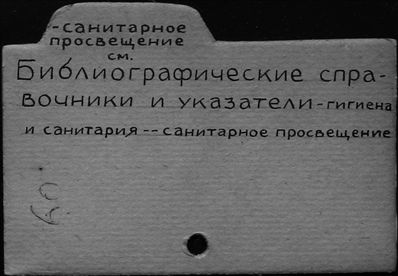 -санитарное
просвещение
см.
Библиографические спра-
вочники и указатели-гигиена
и санитария -- санитарное просвещение